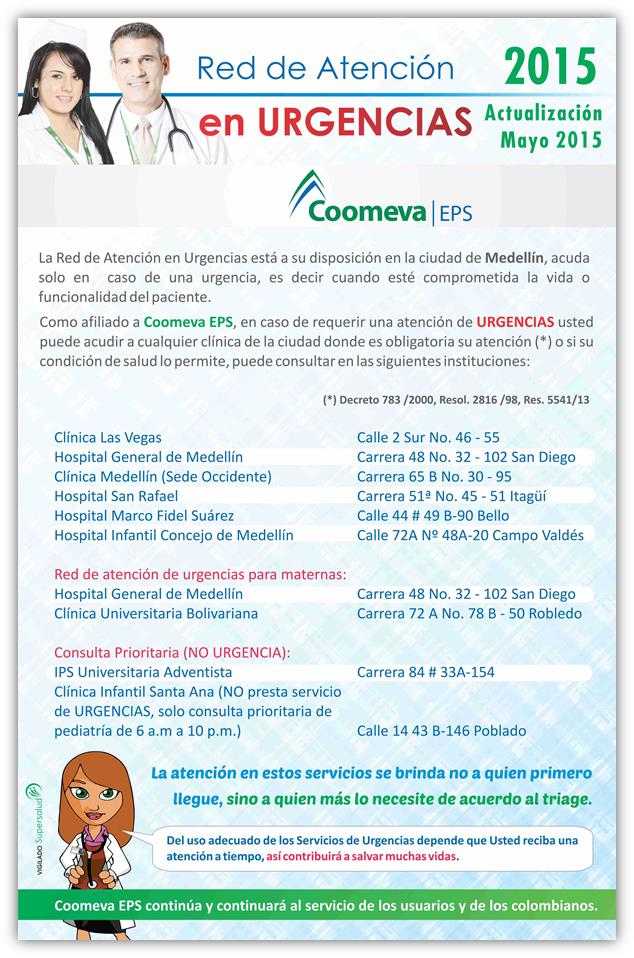 Red de Atención
en URGENCIAS
2015
Actualización
Mayo 2015
Coomeva | EPS
La Red de Atención en Urgencias está a su disposición en la ciudad de Medellín, acuda
solo en caso de una urgencia, es decir cuando esté comprometida la vida o
funcionalidad del paciente.
Como afiliado a Coomeva EPS, en caso de requerir una atención de URGENCIAS usted
puede acudir a cualquier clínica de la ciudad donde es obligatoria su atención (*) o si su
condición de salud lo permite, puede consultar en las siguientes instituciones:
(*) Decreto 783 /2000, Resol. 2816 /98, Res. 5541/13
Clínica Las Vegas Calle 2 Sur No. 46 - 55
Hospital General de Medellín Carrera 48 No. 32 - 102 San Diego
Clínica Medellín (Sede Occidente) Carrera 65 B No. 30 - 95
Hospital San Rafael Carrera 51ª No. 45 - 51 Itagüí
Hospital Marco Fidel Suárez Calle 44 # 49 B-90 Bello
Hospital Infantil Concejo de Medellín Calle 72A Nº 48A-20 Campo Valdés
Red de atención de urgencias para maternas:
Hospital General de Medellín Carrera 48 No. 32 - 102 San Diego
Clínica Universitaria Bolivariana Carrera 72 A No. 78 B - 50 Robledo
Consulta Prioritaria (NO URGENCIA):
IPS Universitaria Adventista Carrera 84 # 33A-154
Clínica Infantil Santa Ana (NO presta servicio
de URGENCIAS, solo consulta prioritaria de
pediatría de 6 a.m a 10 p.m.) Calle 14 43 B-146 Poblado
La atención en estos servicios se brinda no a quien primero
llegue, sino a quien más lo necesite de acuerdo al triage.
Del uso adecuado de los Servicios de Urgencias depende que Usted reciba una
atención a tiempo, así contribuirá a salvar muchas vidas.
VIGILADO Supersalud
Coomeva EPS continúa y continuará al servicio de los usuarios y de los colombianos.